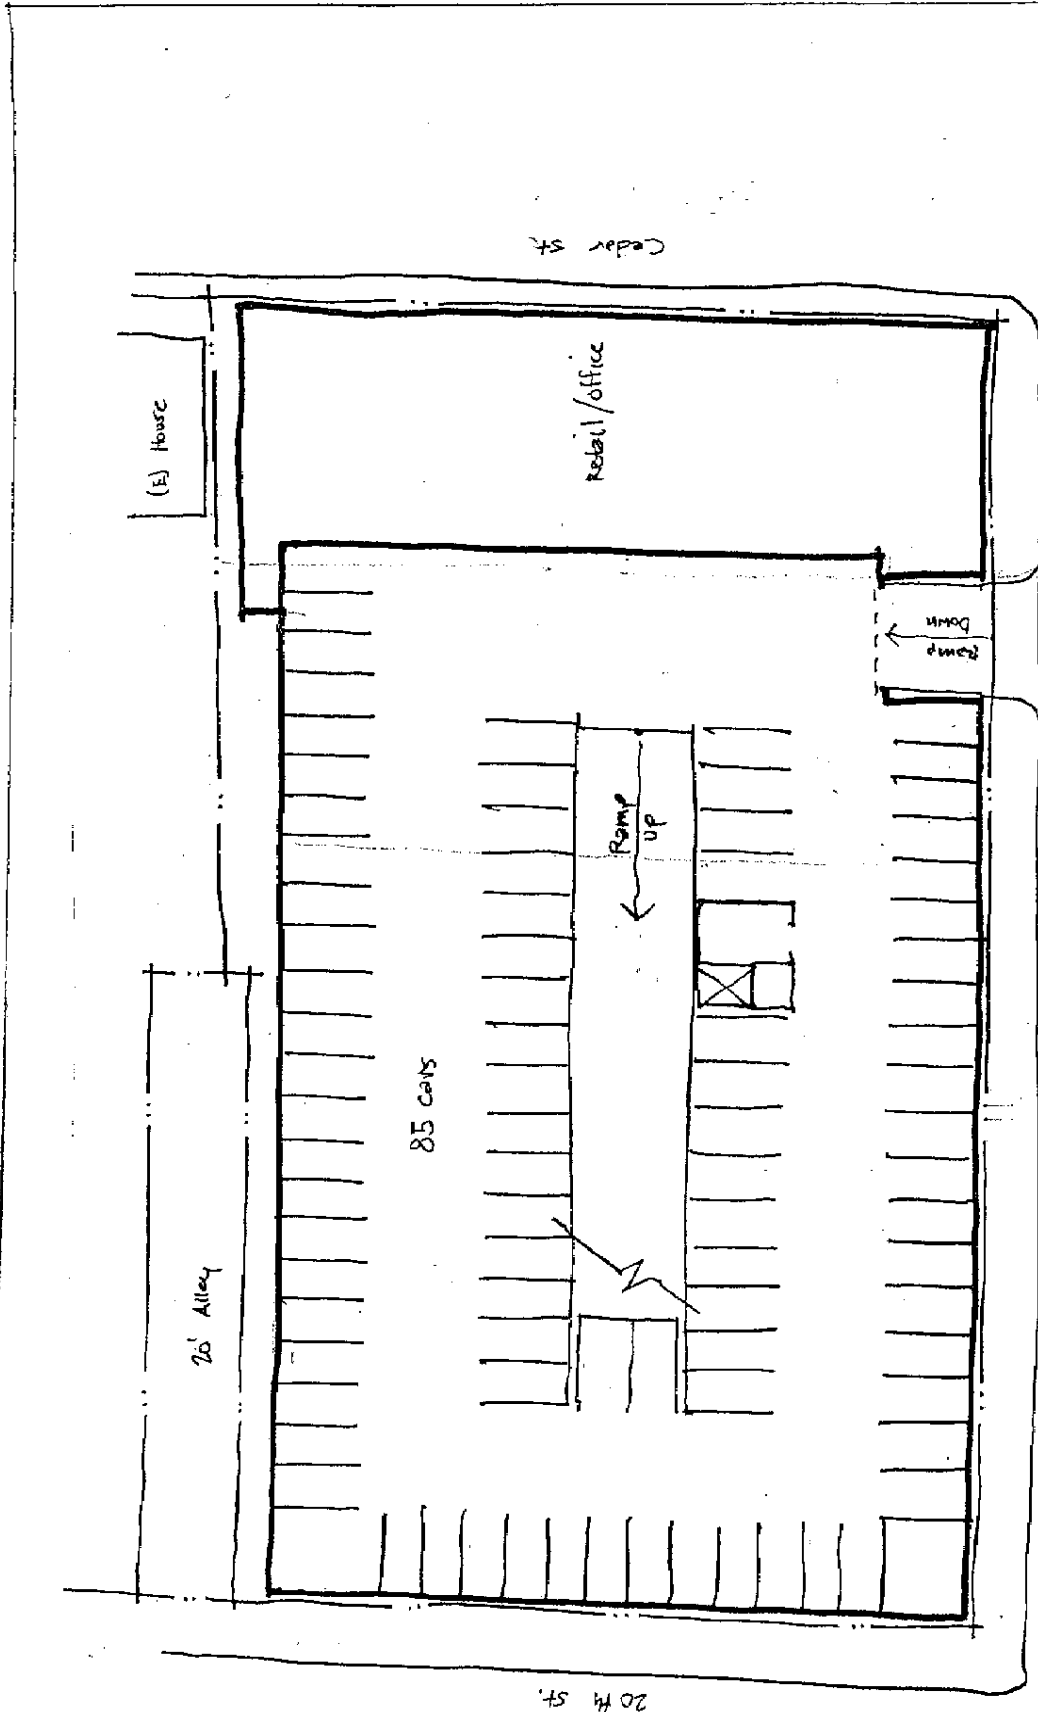 Cedar St.
(E) House
Retail/office
Ramp
Down
Ramp
up
85 cars
20' Alley
20th St.